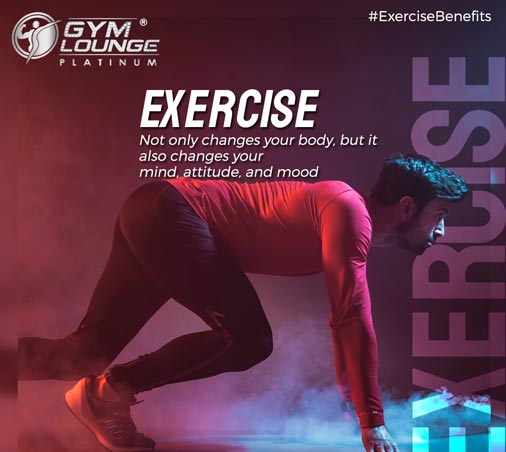 GYM ®
LOUNGE
PLATINUM
#ExerciseBenefits
EXERCISE
Not only changes your body, but it
also changes your
mind, attitude, and mood
EXERCISE